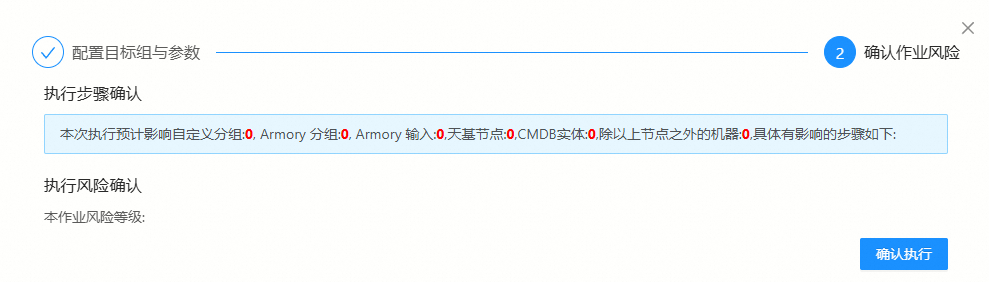 配置目标组与参数
2 确认作业风险
执行步骤确认
本次执行预计影响自定义分组:0, Armory 分组:0, Armory 输入:0,天基节点:0,CMDB实体:0,除以上节点之外的机器:0,具体有影响的步骤如下:
执行风险确认
本作业风险等级:
确认执行